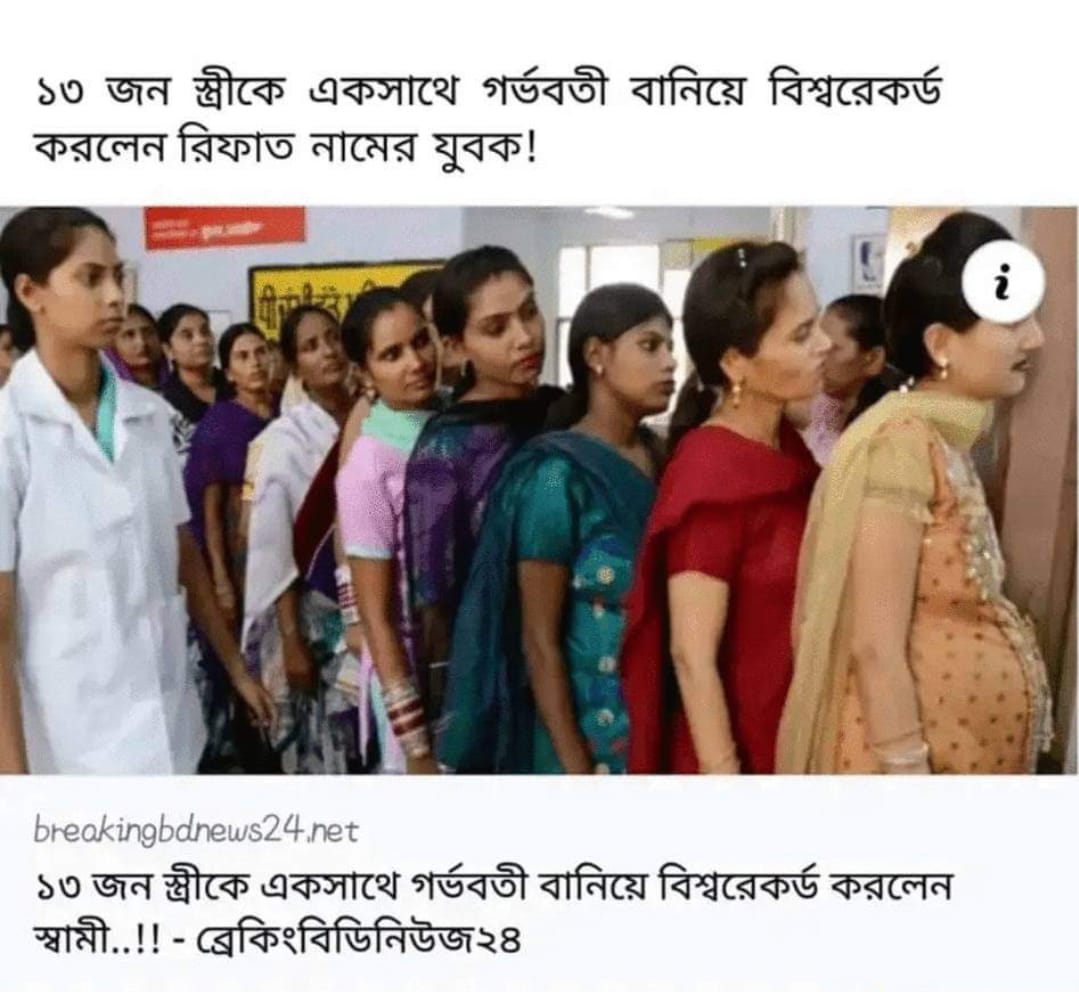 ১৩ জন স্ত্রীকে একসাথে গর্ভবতী বানিয়ে বিশ্বরেকর্ড
করলেন রিফাত নামের যুবক!
i
breakingbdnews24.net
১৩ জন স্ত্রীকে একসাথে গর্ভবতী বানিয়ে বিশ্বরেকর্ড করলেন
স্বামী..!! - ব্রেকিংবিডিনিউজ২৪